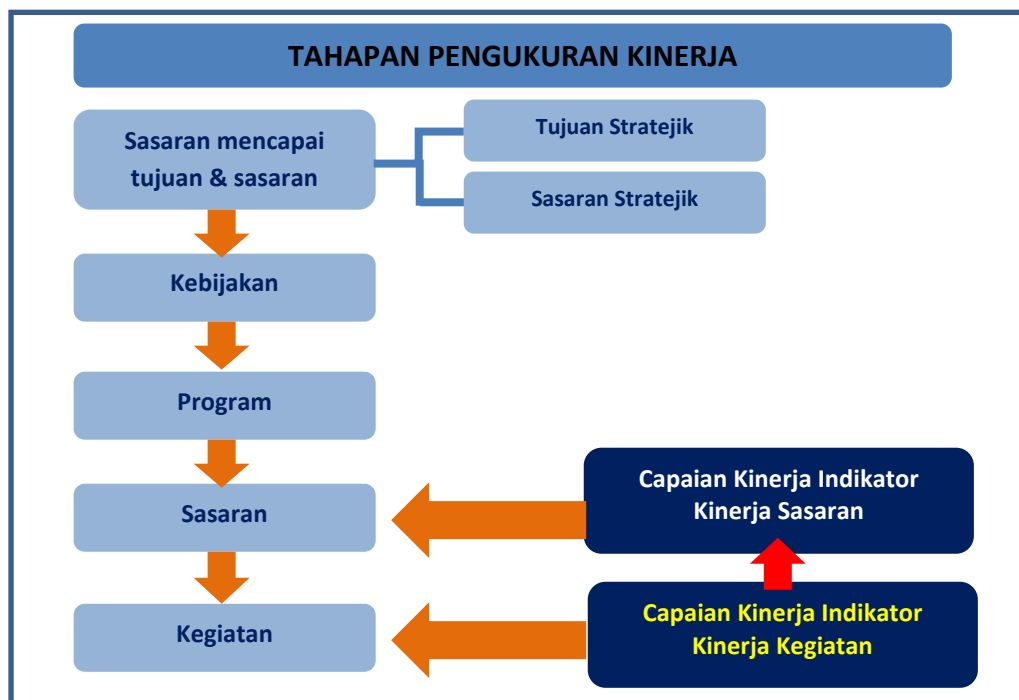 TAHAPAN PENGUKURAN KINERJA
Sasaran mencapai
tujuan & sasaran
Tujuan Stratejik
Sasaran Stratejik
Kebijakan
Program
Sasaran
Capaian Kinerja Indikator
Kinerja Sasaran
Kegiatan
Capaian Kinerja Indikator
Kinerja Kegiatan